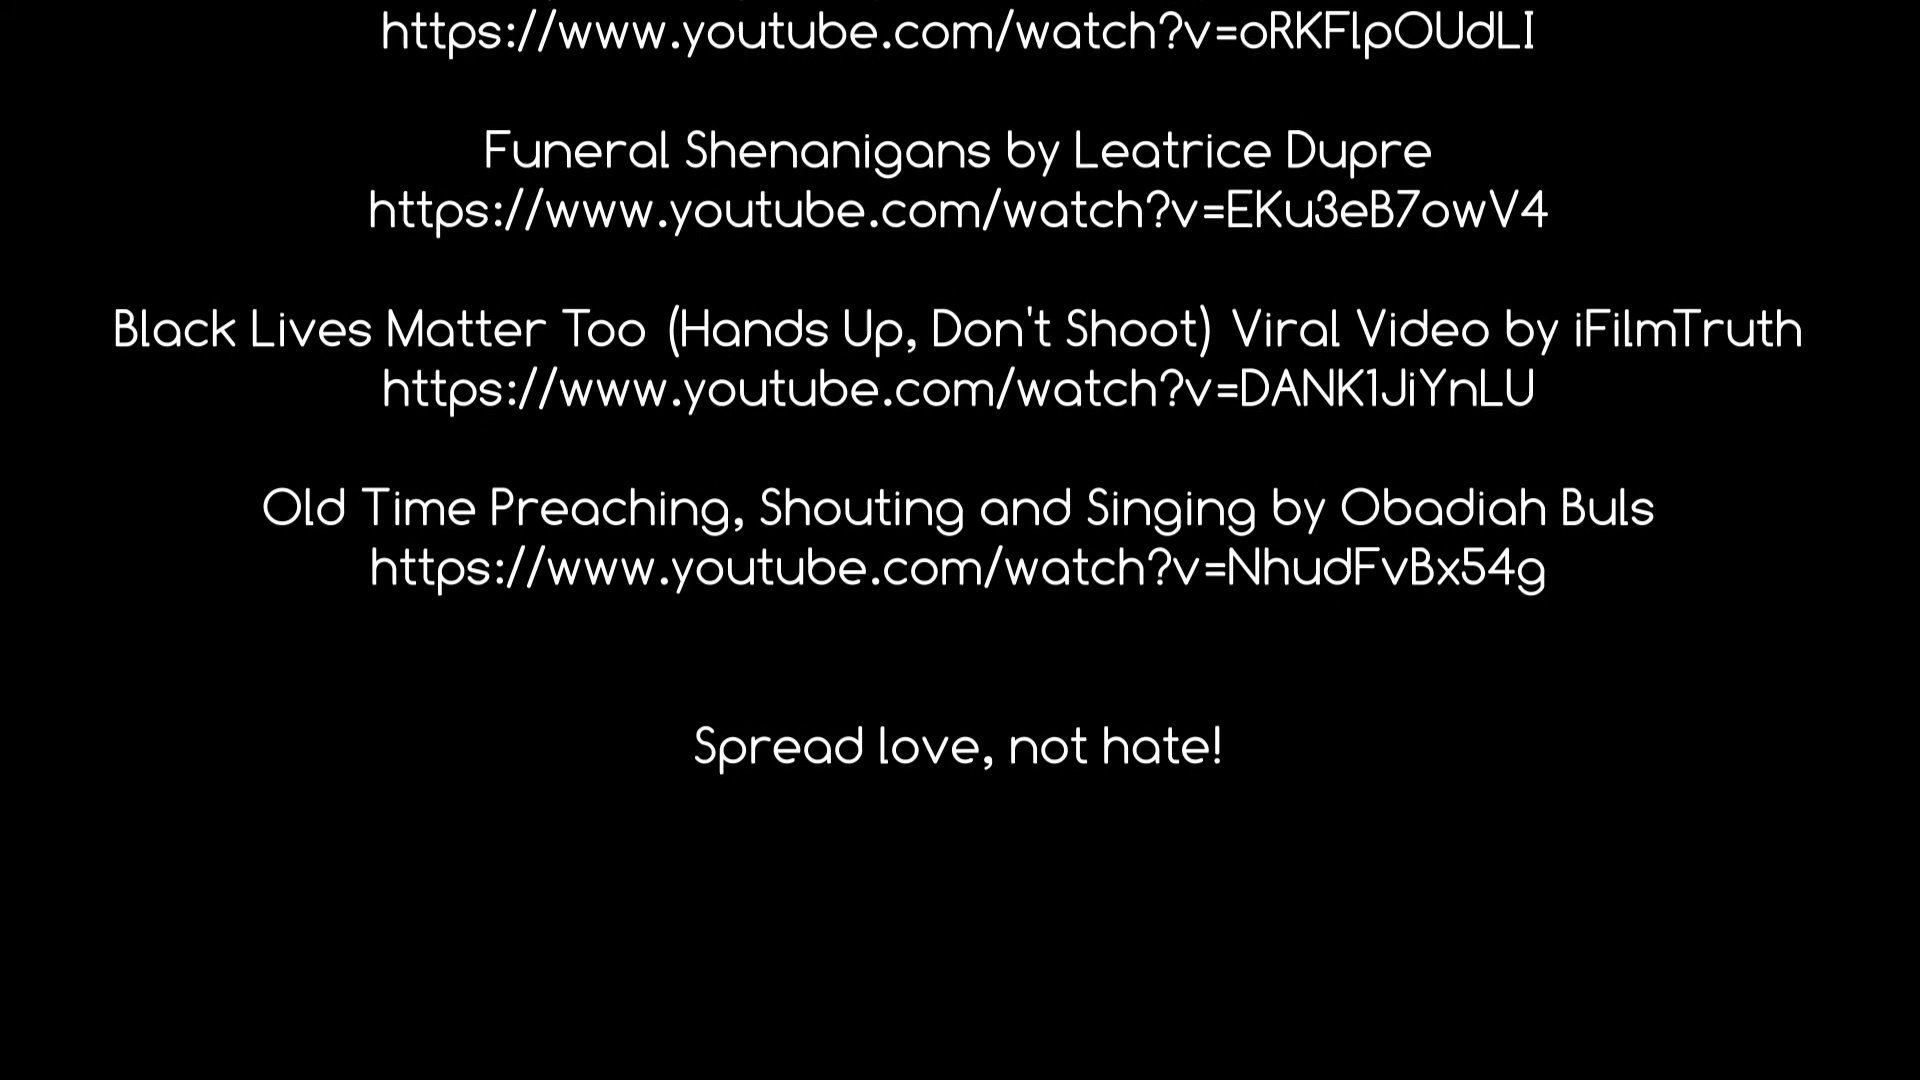 https://www.youtube.com/watch?v=oRKFlpOUdLI
Funeral Shenanigans by Leatrice Dupre
https://www.youtube.com/watch?v=EKu3eB7owV4
Black Lives Matter Too (Hands Up, Don't Shoot) Viral Video by iFilmTruth
https://www.youtube.com/watch?v=DANK1JiYnLU
Old Time Preaching, Shouting and Singing by Obadiah Buls
https://www.youtube.com/watch?v=NhudFvBx54g
Spread love, not hate!